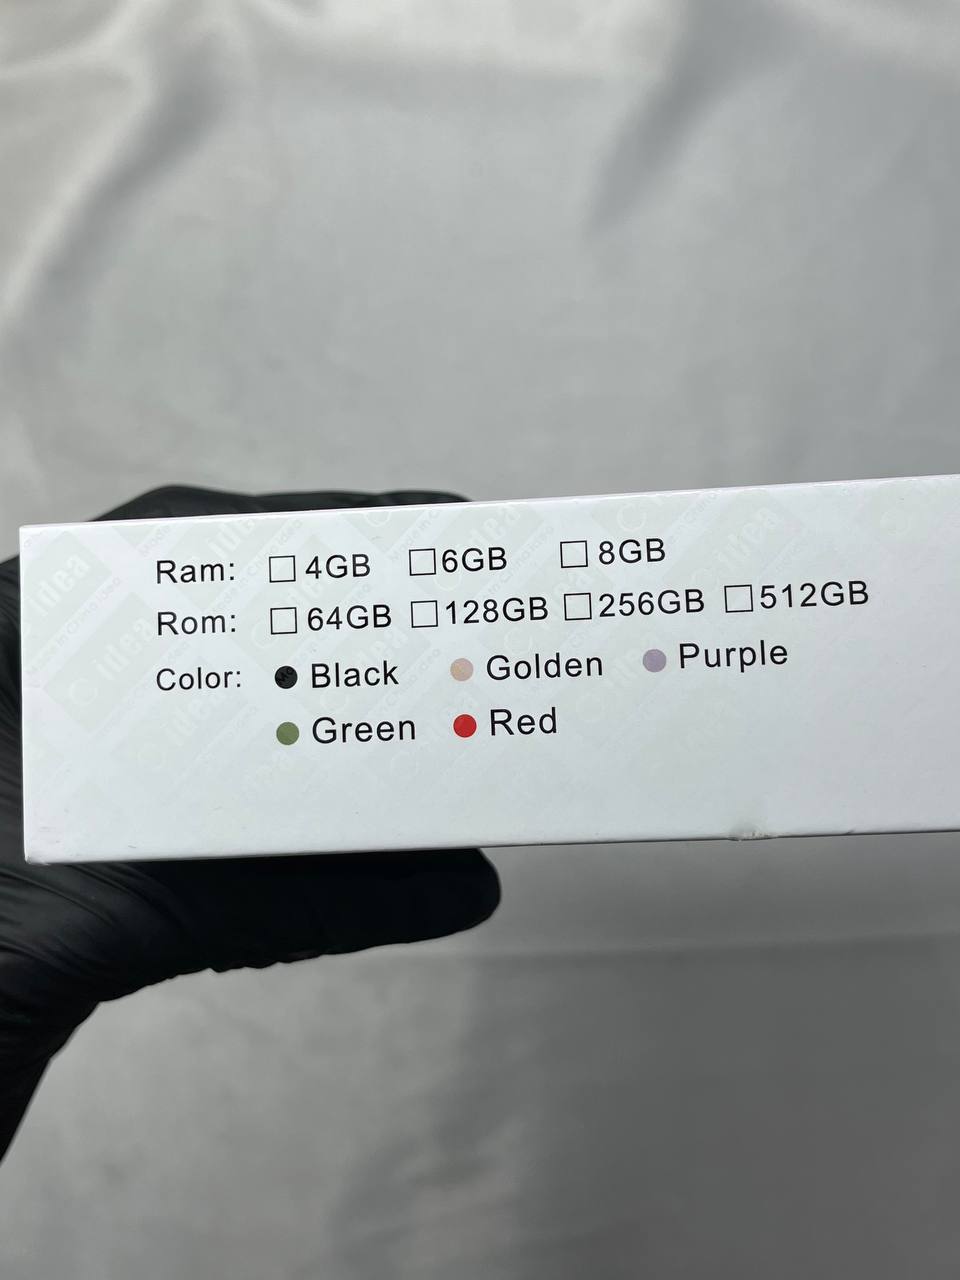 Ram: □ 4GB □ 6GB □ 8GB
Rom: □ 64GB □ 128GB □ 256GB □ 512GB
Color: ● Black ● Golden ● Purple
● Green ● Red